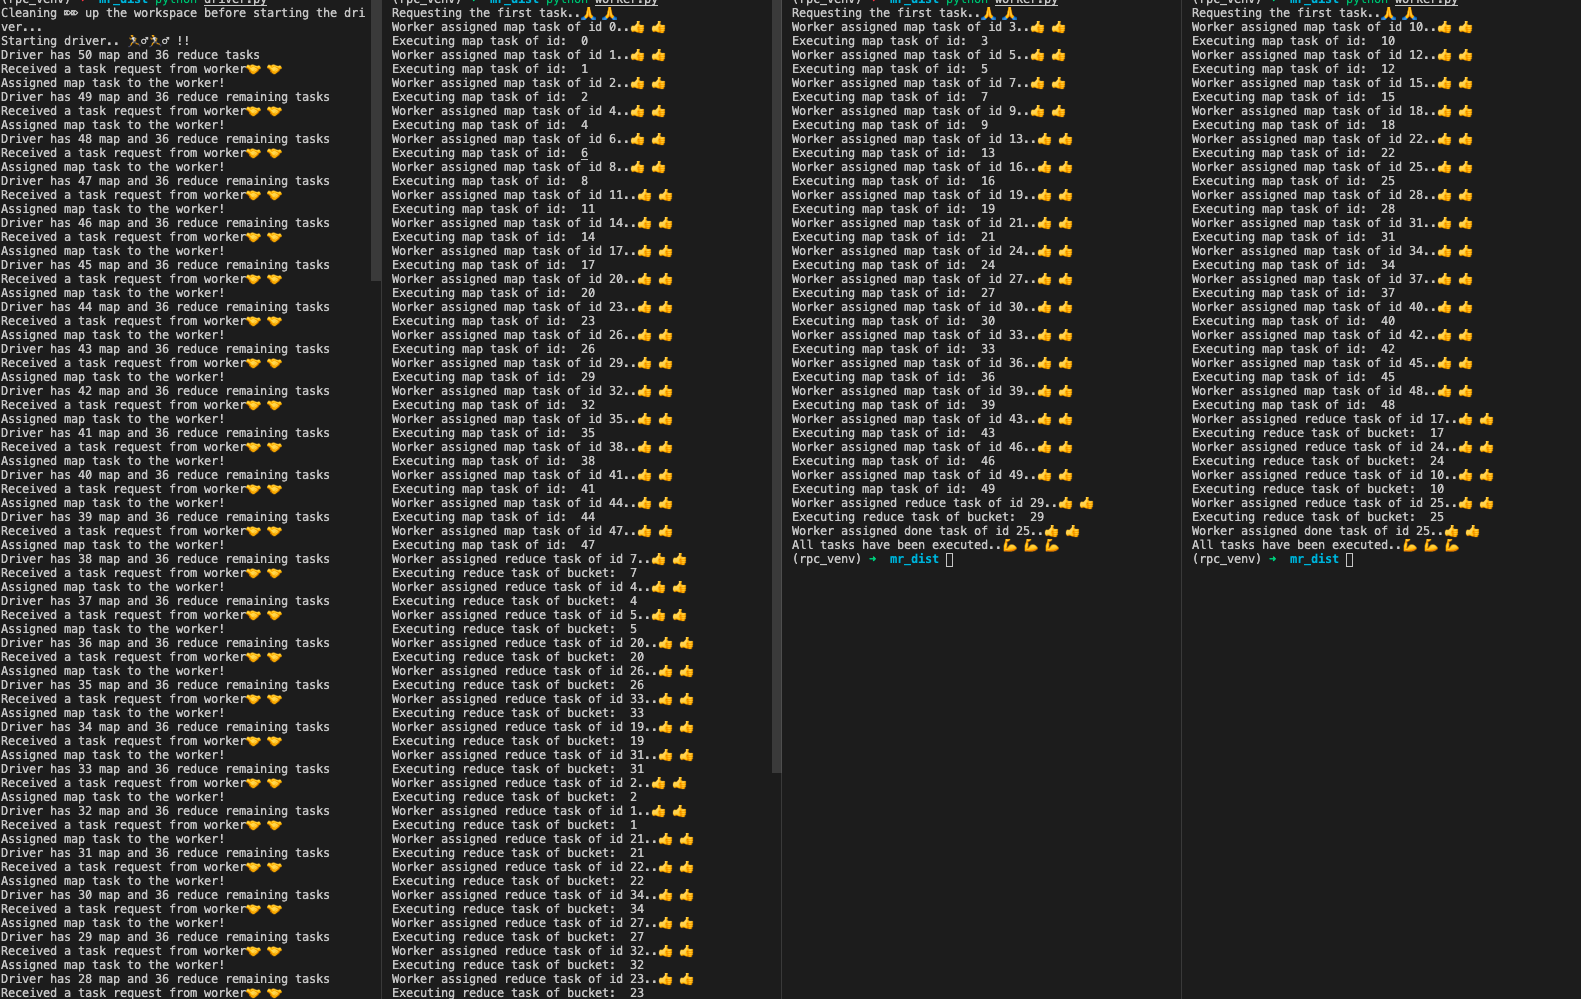 (rpc_venv) ➜ mr_dist python driver.py
Cleaning up the workspace before starting the dri
ver...
Starting driver.. 🏃♂🏃♂ !!
Driver has 50 map and 36 reduce tasks
Received a task request from worker🤝 🤝
Assigned map task to the worker!
Driver has 49 map and 36 reduce remaining tasks
Received a task request from worker🤝 🤝
Assigned map task to the worker!
Driver has 48 map and 36 reduce remaining tasks
Received a task request from worker🤝 🤝
Assigned map task to the worker!
Driver has 47 map and 36 reduce remaining tasks
Received a task request from worker🤝 🤝
Assigned map task to the worker!
Driver has 46 map and 36 reduce remaining tasks
Received a task request from worker🤝 🤝
Assigned map task to the worker!
Driver has 45 map and 36 reduce remaining tasks
Received a task request from worker🤝 🤝
Assigned map task to the worker!
Driver has 44 map and 36 reduce remaining tasks
Received a task request from worker🤝 🤝
Assigned map task to the worker!
Driver has 43 map and 36 reduce remaining tasks
Received a task request from worker🤝 🤝
Assigned map task to the worker!
Driver has 42 map and 36 reduce remaining tasks
Received a task request from worker🤝 🤝
Assigned map task to the worker!
Driver has 41 map and 36 reduce remaining tasks
Received a task request from worker🤝 🤝
Assigned map task to the worker!
Driver has 40 map and 36 reduce remaining tasks
Received a task request from worker🤝 🤝
Assigned map task to the worker!
Driver has 39 map and 36 reduce remaining tasks
Received a task request from worker🤝 🤝
Assigned map task to the worker!
Driver has 38 map and 36 reduce remaining tasks
Received a task request from worker🤝 🤝
Assigned map task to the worker!
Driver has 37 map and 36 reduce remaining tasks
Received a task request from worker🤝 🤝
Assigned map task to the worker!
Driver has 36 map and 36 reduce remaining tasks
Received a task request from worker🤝 🤝
Assigned map task to the worker!
Driver has 35 map and 36 reduce remaining tasks
Received a task request from worker🤝 🤝
Assigned map task to the worker!
Driver has 34 map and 36 reduce remaining tasks
Received a task request from worker🤝 🤝
Assigned map task to the worker!
Driver has 33 map and 36 reduce remaining tasks
Received a task request from worker🤝 🤝
Assigned map task to the worker!
Driver has 32 map and 36 reduce remaining tasks
Received a task request from worker🤝 🤝
Assigned map task to the worker!
Driver has 31 map and 36 reduce remaining tasks
Received a task request from worker🤝 🤝
Assigned map task to the worker!
Driver has 30 map and 36 reduce remaining tasks
Received a task request from worker🤝 🤝
Assigned map task to the worker!
Driver has 29 map and 36 reduce remaining tasks
Received a task request from worker🤝 🤝
Assigned map task to the worker!
Driver has 28 map and 36 reduce remaining tasks
Received a task request from worker🤝 🤝
(rpc_venv) ➜ mr_dist python worker.py
Requesting the first task..🙏 🙏
Worker assigned map task of id 0..👍 👍
Executing map task of id:  0
Worker assigned map task of id 1..👍 👍
Executing map task of id:  1
Worker assigned map task of id 2..👍 👍
Executing map task of id:  2
Worker assigned map task of id 4..👍 👍
Executing map task of id:  4
Worker assigned map task of id 6..👍 👍
Executing map task of id:  6
Worker assigned map task of id 8..👍 👍
Executing map task of id:  8
Worker assigned map task of id 11..👍 👍
Executing map task of id:  11
Worker assigned map task of id 14..👍 👍
Executing map task of id:  14
Worker assigned map task of id 17..👍 👍
Executing map task of id:  17
Worker assigned map task of id 20..👍 👍
Executing map task of id:  20
Worker assigned map task of id 23..👍 👍
Executing map task of id:  23
Worker assigned map task of id 26..👍 👍
Executing map task of id:  26
Worker assigned map task of id 29..👍 👍
Executing map task of id:  29
Worker assigned map task of id 32..👍 👍
Executing map task of id:  32
Worker assigned map task of id 35..👍 👍
Executing map task of id:  35
Worker assigned map task of id 38..👍 👍
Executing map task of id:  38
Worker assigned map task of id 41..👍 👍
Executing map task of id:  41
Worker assigned map task of id 44..👍 👍
Executing map task of id:  44
Worker assigned map task of id 47..👍 👍
Executing map task of id:  47
Worker assigned reduce task of id 7..👍 👍
Executing reduce task of bucket:  7
Worker assigned reduce task of id 4..👍 👍
Executing reduce task of bucket:  4
Worker assigned reduce task of id 5..👍 👍
Executing reduce task of bucket:  5
Worker assigned reduce task of id 20..👍 👍
Executing reduce task of bucket:  20
Worker assigned reduce task of id 26..👍 👍
Executing reduce task of bucket:  26
Worker assigned reduce task of id 33..👍 👍
Executing reduce task of bucket:  33
Worker assigned reduce task of id 19..👍 👍
Executing reduce task of bucket:  19
Worker assigned reduce task of id 31..👍 👍
Executing reduce task of bucket:  31
Worker assigned reduce task of id 2..👍 👍
Executing reduce task of bucket:  2
Worker assigned reduce task of id 1..👍 👍
Executing reduce task of bucket:  1
Worker assigned reduce task of id 21..👍 👍
Executing reduce task of bucket:  21
Worker assigned reduce task of id 22..👍 👍
Executing reduce task of bucket:  22
Worker assigned reduce task of id 34..👍 👍
Executing reduce task of bucket:  34
Worker assigned reduce task of id 27..👍 👍
Executing reduce task of bucket:  27
Worker assigned reduce task of id 32..👍 👍
Executing reduce task of bucket:  32
Worker assigned reduce task of id 23..👍 👍
Executing reduce task of bucket:  23
(rpc_venv) ➜ mr_dist python worker.py
Requesting the first task..🙏 🙏
Worker assigned map task of id 3..👍 👍
Executing map task of id:  3
Worker assigned map task of id 5..👍 👍
Executing map task of id:  5
Worker assigned map task of id 7..👍 👍
Executing map task of id:  7
Worker assigned map task of id 9..👍 👍
Executing map task of id:  9
Worker assigned map task of id 13..👍 👍
Executing map task of id:  13
Worker assigned map task of id 16..👍 👍
Executing map task of id:  16
Worker assigned map task of id 19..👍 👍
Executing map task of id:  19
Worker assigned map task of id 21..👍 👍
Executing map task of id:  21
Worker assigned map task of id 24..👍 👍
Executing map task of id:  24
Worker assigned map task of id 27..👍 👍
Executing map task of id:  27
Worker assigned map task of id 30..👍 👍
Executing map task of id:  30
Worker assigned map task of id 33..👍 👍
Executing map task of id:  33
Worker assigned map task of id 36..👍 👍
Executing map task of id:  36
Worker assigned map task of id 39..👍 👍
Executing map task of id:  39
Worker assigned map task of id 43..👍 👍
Executing map task of id:  43
Worker assigned map task of id 46..👍 👍
Executing map task of id:  46
Worker assigned map task of id 49..👍 👍
Executing map task of id:  49
Worker assigned reduce task of id 29..👍 👍
Executing reduce task of bucket:  29
Worker assigned done task of id 25..👍 👍
All tasks have been executed..💪 💪 💪
(rpc_venv) ➜ mr_dist
(rpc_venv) ➜ mr_dist python worker.py
Requesting the first task..🙏 🙏
Worker assigned map task of id 10..👍 👍
Executing map task of id:  10
Worker assigned map task of id 12..👍 👍
Executing map task of id:  12
Worker assigned map task of id 15..👍 👍
Executing map task of id:  15
Worker assigned map task of id 18..👍 👍
Executing map task of id:  18
Worker assigned map task of id 22..👍 👍
Executing map task of id:  22
Worker assigned map task of id 25..👍 👍
Executing map task of id:  25
Worker assigned map task of id 28..👍 👍
Executing map task of id:  28
Worker assigned map task of id 31..👍 👍
Executing map task of id:  31
Worker assigned map task of id 34..👍 👍
Executing map task of id:  34
Worker assigned map task of id 37..👍 👍
Executing map task of id:  37
Worker assigned map task of id 40..👍 👍
Executing map task of id:  40
Worker assigned map task of id 42..👍 👍
Executing map task of id:  42
Worker assigned map task of id 45..👍 👍
Executing map task of id:  45
Worker assigned map task of id 48..👍 👍
Executing map task of id:  48
Worker assigned reduce task of id 17..👍 👍
Executing reduce task of bucket:  17
Worker assigned reduce task of id 24..👍 👍
Executing reduce task of bucket:  24
Worker assigned reduce task of id 10..👍 👍
Executing reduce task of bucket:  10
Worker assigned reduce task of id 25..👍 👍
Executing reduce task of bucket:  25
Worker assigned done task of id 25..👍 👍
All tasks have been executed..💪 💪 💪
(rpc_venv) ➜ mr_dist